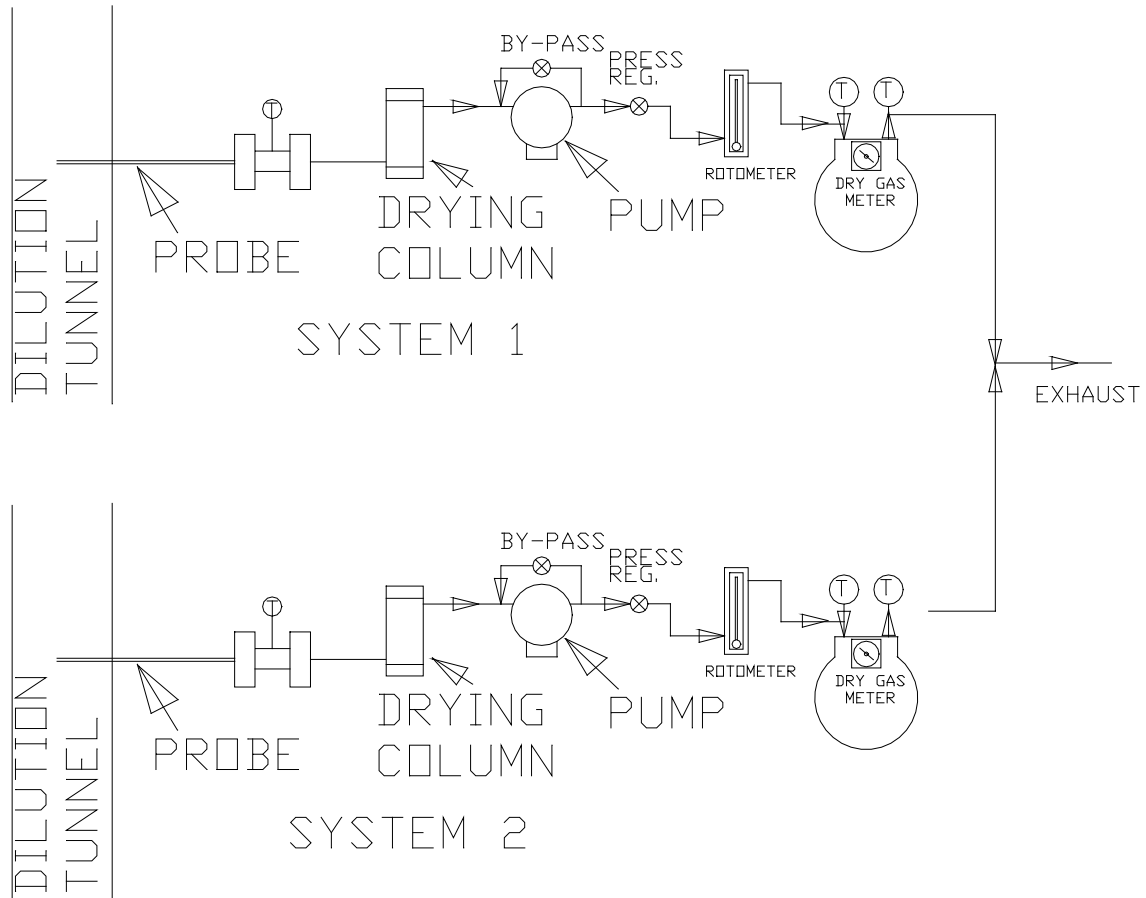 BY-PASS
PRESS
REG.
T
T
T
ROTOMETER
DRY GAS
METER
DRYING
COLUMN
PUMP
PROBE
DILUTION
TUNNEL
SYSTEM 1
EXHAUST
BY-PASS
PRESS
REG.
T
T
T
ROTOMETER
DRY GAS
METER
DRYING
COLUMN
PUMP
PROBE
DILUTION
TUNNEL
SYSTEM 2